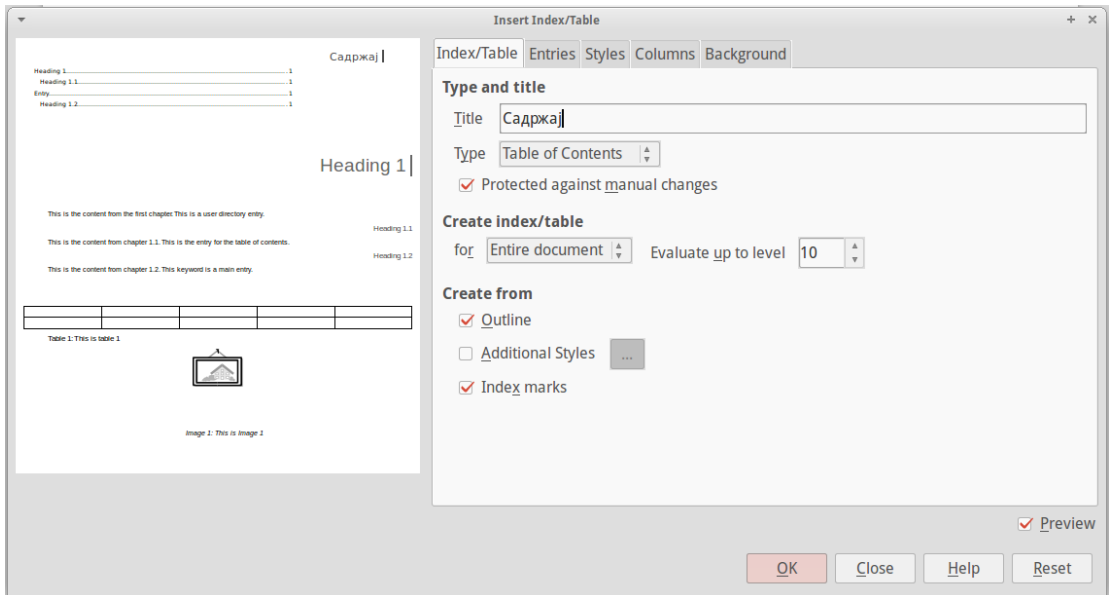 Insert Index/Table
Садржај
Heading 1 1
Heading 1.1 1
Entry 1
Heading 1.2 1
Heading 1
This is the content from the first chapter. This is a user directory entry.
Heading 1.1
This is the content from chapter 1.1. This is the entry for the table of contents.
Heading 1.2
This is the content from chapter 1.2. This keyword is a main entry.
Table 1: This is table 1
Image 1: This is Image 1
Index/Table Entries Styles Columns Background
Type and title
Title Садржај
Type Table of Contents
Protected against manual changes
Create index/table
for Entire document Evaluate up to level 10
Create from
Outline
Additional Styles ...
Index marks
Preview
OK Close Help Reset